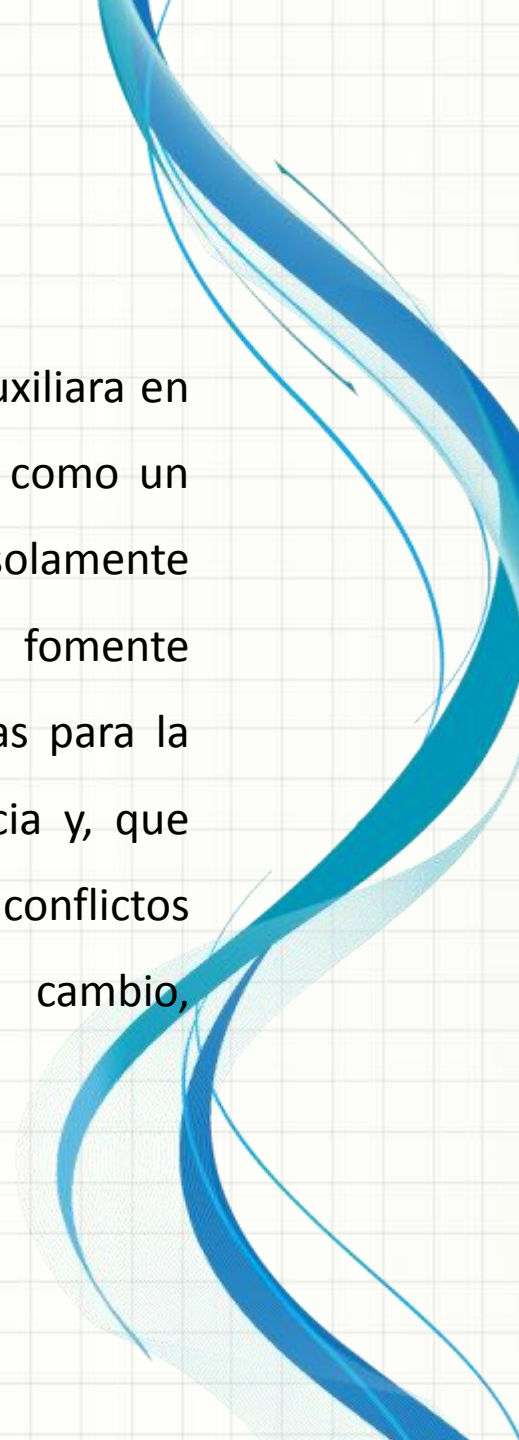 uxiliara en
como un
solamente
fomente
as para la
cia y, que
conflictos
cambio,